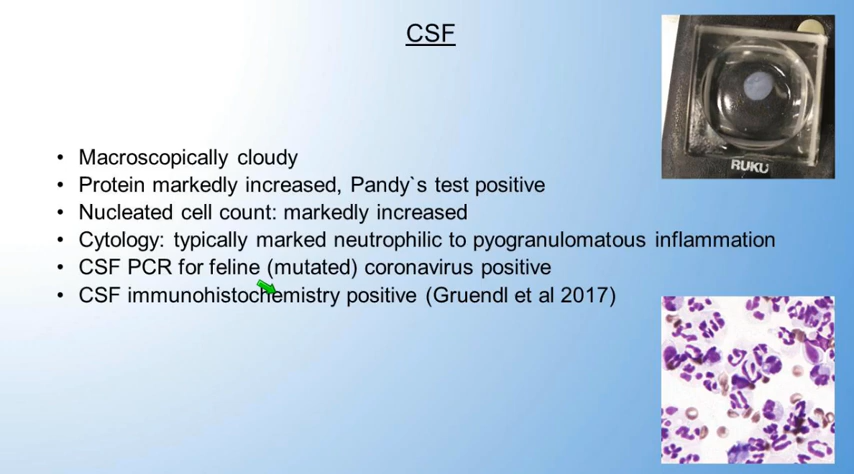 CSF
RUKU
• Macroscopically cloudy
• Protein markedly increased, Pandy`s test positive
• Nucleated cell count: markedly increased
• Cytology: typically marked neutrophilic to pyogranulomatous inflammation
• CSF PCR for feline (mutated) coronavirus positive
• CSF immunohistochemistry positive (Gruendl et al 2017)